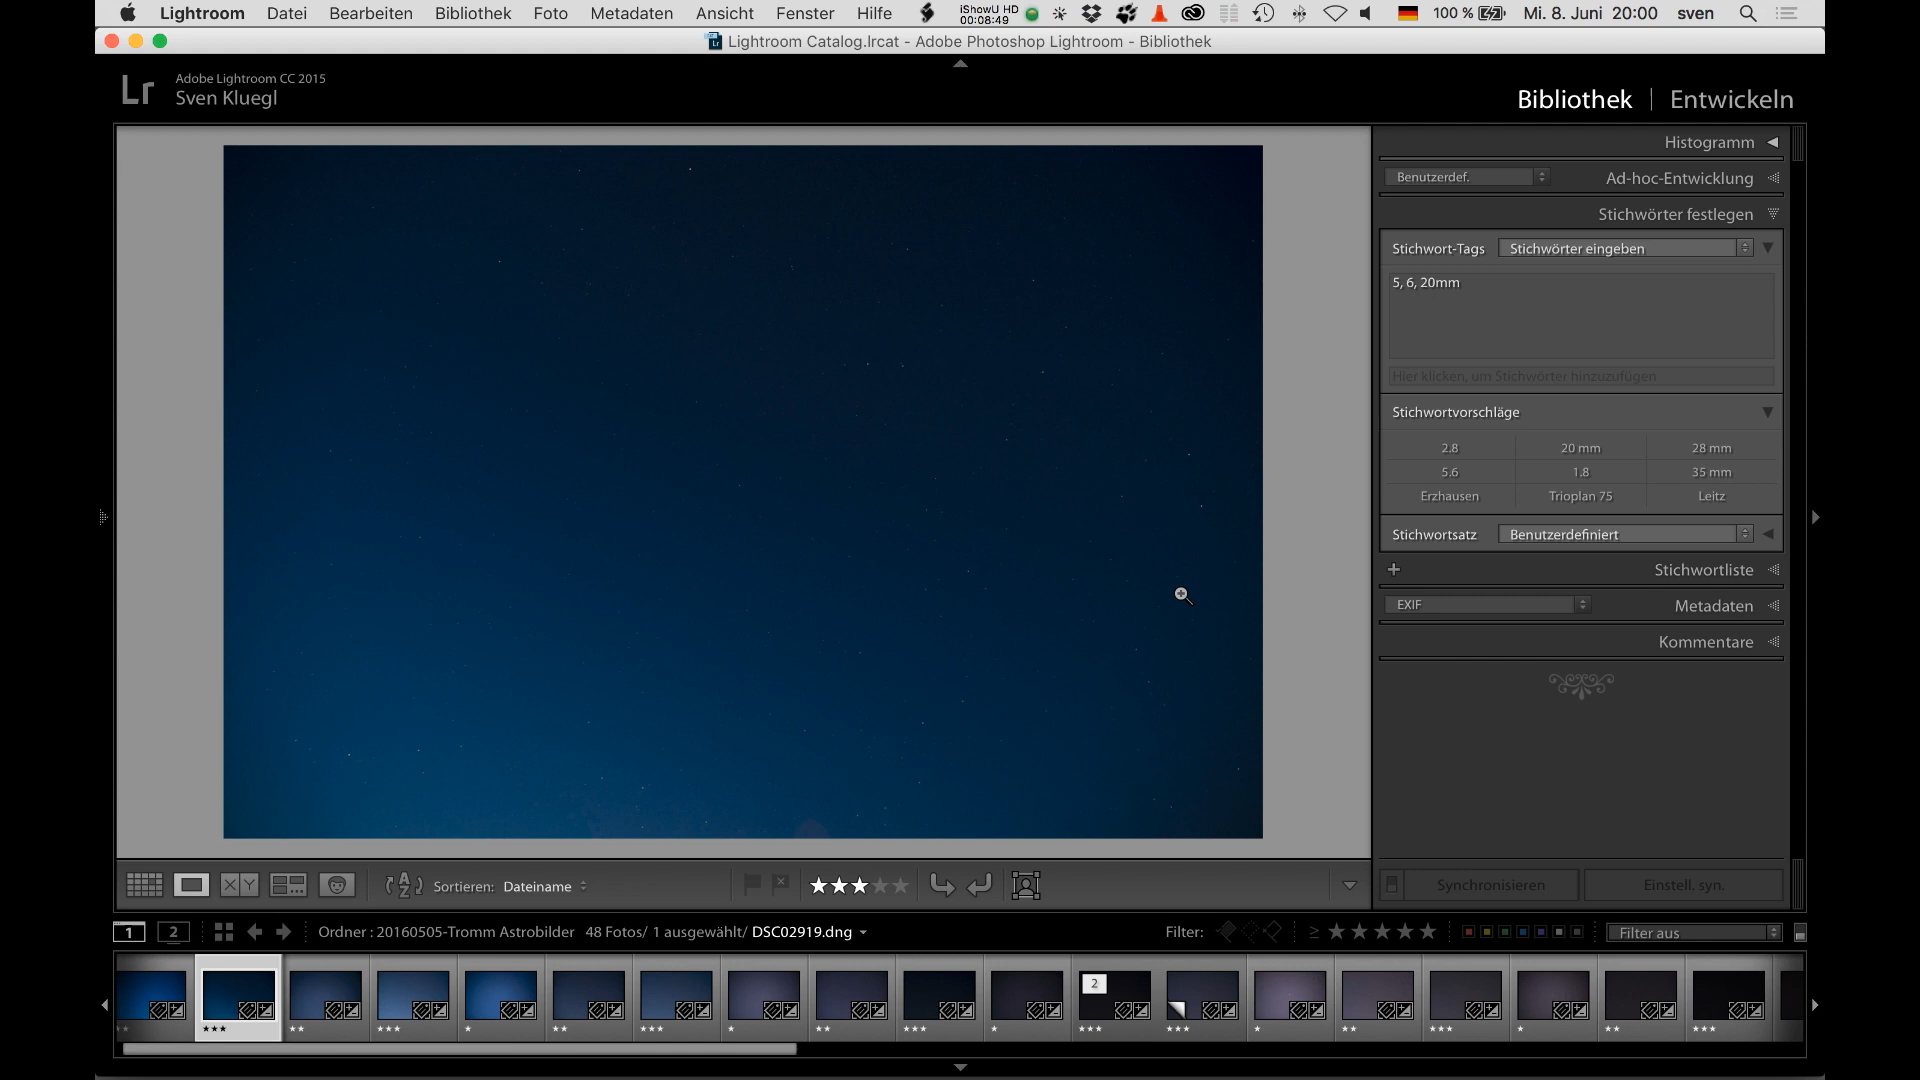 Lightroom Datei Bearbeiten Bibliothek Foto Metadaten Ansicht Fenster Hilfe iShowU HD 00:08:49 100 % Mi. 8. Juni 20:00 sven
Lr Lightroom Catalog.lrcat - Adobe Photoshop Lightroom - Bibliothek
Lr Adobe Lightroom CC 2015
Sven Kluegl
Bibliothek | Entwickeln
Histogramm
Benutzerdef. Ad-hoc-Entwicklung
Stichwörter festlegen
Stichwort-Tags Stichwörter eingeben
5, 6, 20mm
Hier klicken, um Stichwörter hinzuzufügen
Stichwortvorschläge
2.8 20 mm 28 mm
5.6 1.8 35 mm
Erzhausen Trioplan 75 Leitz
Stichwortsatz Benutzerdefiniert
+ Stichwortliste
EXIF Metadaten
Kommentare
XY AZ Sortieren: Dateiname
Synchronisieren Einstell. syn.
1 2 Ordner : 20160505-Tromm Astrobilder 48 Fotos/ 1 ausgewählt/ DSC02919.dng Filter: ≥ Filter aus
2